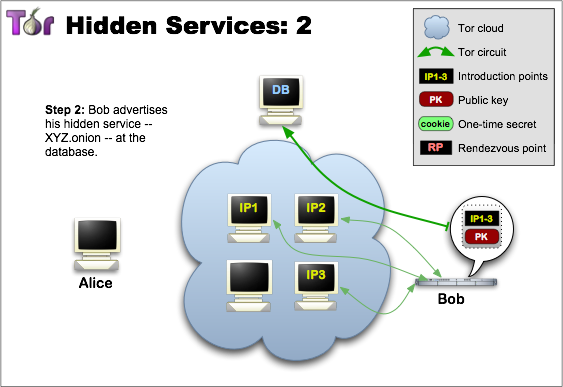 Tor Hidden Services: 2
Tor cloud
Tor circuit
IP1-3 Introduction points
PK Public key
cookie One-time secret
RP Rendezvous point
Step 2: Bob advertises
his hidden service --
XYZ.onion -- at the
database.
DB
IP1
IP2
IP3
IP1-3
PK
Alice
Bob